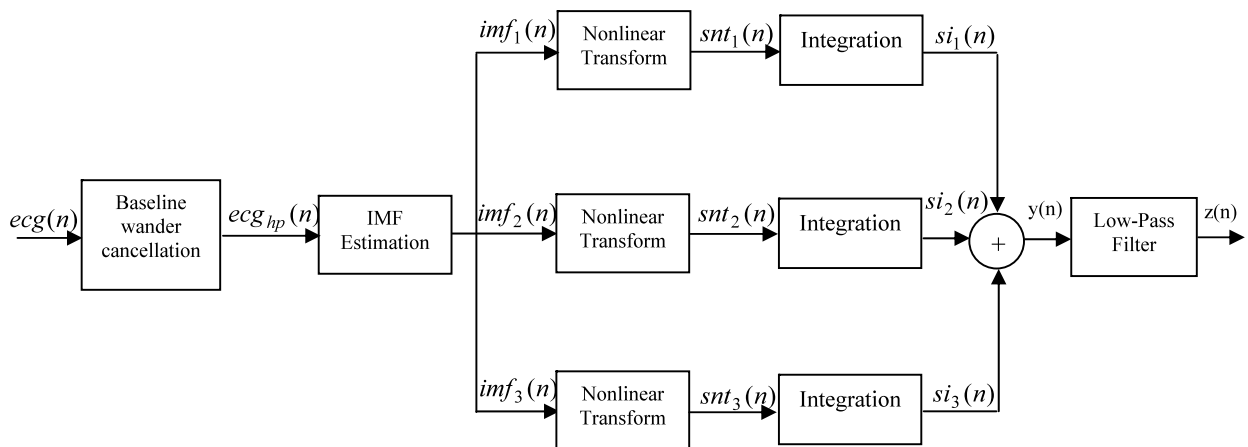 imf₁(n)
Nonlinear
Transform
snt₁(n)
Integration
si₁(n)
ecg(n)
Baseline
wander
cancellation
ecg_hp(n)
IMF
Estimation
imf₂(n)
Nonlinear
Transform
snt₂(n)
Integration
si₂(n)
+
y(n)
Low-Pass
Filter
z(n)
imf₃(n)
Nonlinear
Transform
snt₃(n)
Integration
si₃(n)